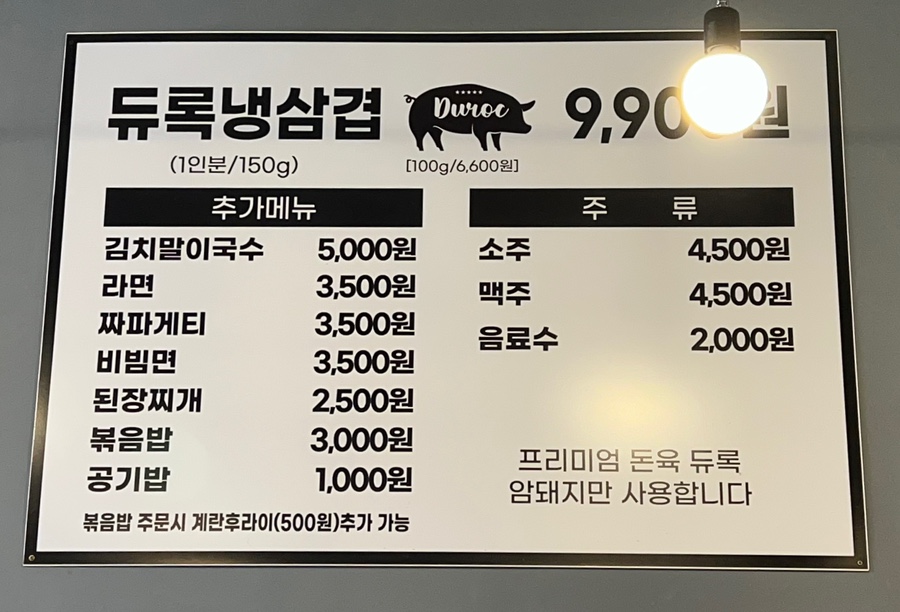 듀록냉삼겹 Duroc 9,90 원
(1인분/150g) [100g/6,600원]
추가메뉴
김치말이국수 5,000원
라면 3,500원
짜파게티 3,500원
비빔면 3,500원
된장찌개 2,500원
볶음밥 3,000원
공기밥 1,000원
볶음밥 주문시 계란후라이(500원)추가 가능
주 류
소주 4,500원
맥주 4,500원
음료수 2,000원
프리미엄 돈육 듀록
암돼지만 사용합니다